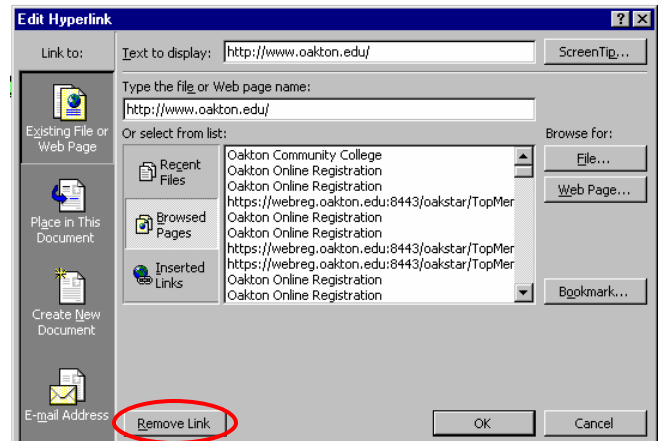 Edit Hyperlink
Link to:
Text to display: http://www.oakton.edu/
ScreenTip...
Type the file or Web page name:
http://www.oakton.edu/
Existing File or
Web Page
Or select from list:
Browse for:
Recent
Files
Browsed
Pages
Inserted
Links
Oakton Community College
Oakton Online Registration
Oakton Online Registration
https://webreg.oakton.edu:8443/oakstar/TopMer
Oakton Online Registration
Oakton Online Registration
https://webreg.oakton.edu:8443/oakstar/TopMer
https://webreg.oakton.edu:8443/oakstar/TopMer
Oakton Online Registration
Oakton Online Registration
File...
Web Page...
Bookmark...
Place in This
Document
Create New
Document
E-mail Address
Remove Link
OK
Cancel